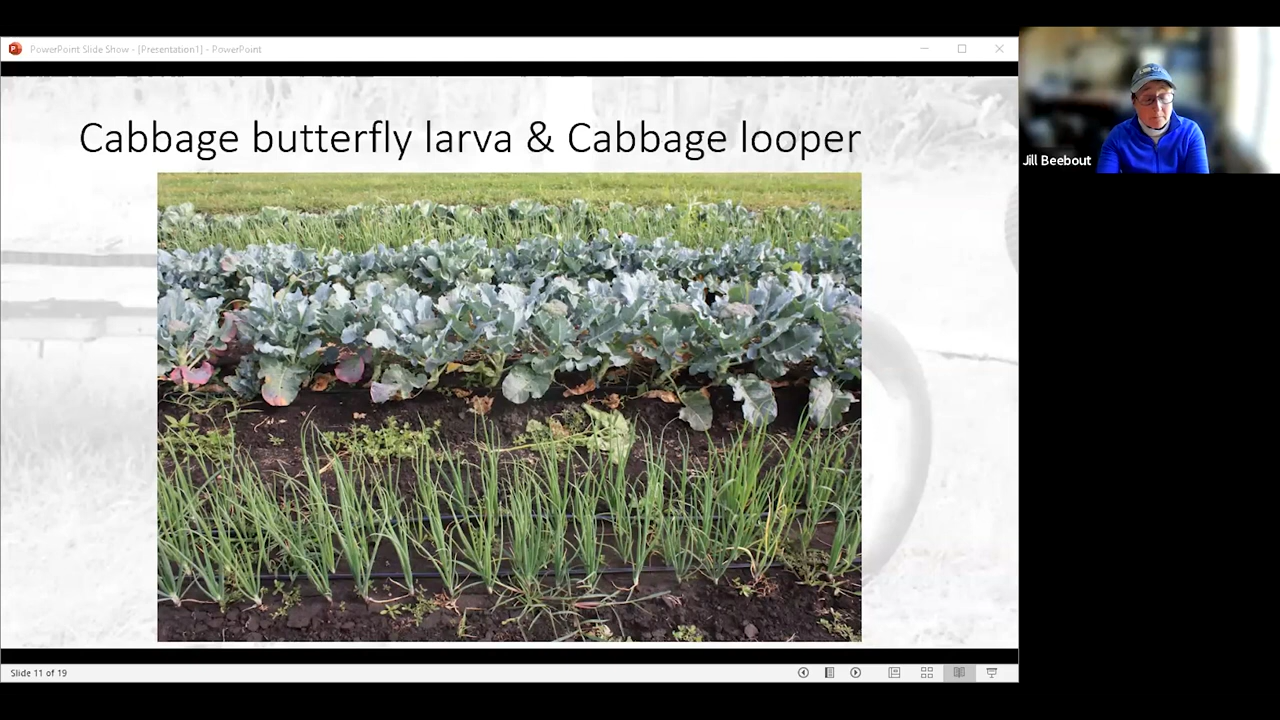 PowerPoint Slide Show - [Presentation1] - PowerPoint
Cabbage butterfly larva & Cabbage looper
Jill Beebout
Slide 11 of 19